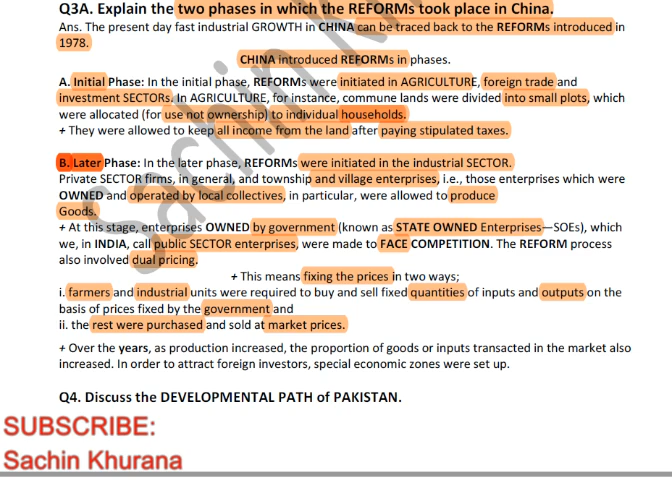 Q3A. Explain the two phases in which the REFORMs took place in China.
Ans. The present day fast industrial GROWTH in CHINA can be traced back to the REFORMs introduced in
1978.
CHINA introduced REFORMs in phases.
A. Initial Phase: In the initial phase, REFORMs were initiated in AGRICULTURE, foreign trade and
investment SECTORs. In AGRICULTURE, for instance, commune lands were divided into small plots, which
were allocated (for use not ownership) to individual households.
+ They were allowed to keep all income from the land after paying stipulated taxes.
B. Later Phase: In the later phase, REFORMs were initiated in the industrial SECTOR.
Private SECTOR firms, in general, and township and village enterprises, i.e., those enterprises which were
OWNED and operated by local collectives, in particular, were allowed to produce
Goods.
+ At this stage, enterprises OWNED by government (known as STATE OWNED Enterprises—SOEs), which
we, in INDIA, call public SECTOR enterprises, were made to FACE COMPETITION. The REFORM process
also involved dual pricing.
+ This means fixing the prices in two ways;
i. farmers and industrial units were required to buy and sell fixed quantities of inputs and outputs on the
basis of prices fixed by the government and
ii. the rest were purchased and sold at market prices.
+ Over the years, as production increased, the proportion of goods or inputs transacted in the market also
increased. In order to attract foreign investors, special economic zones were set up.
Q4. Discuss the DEVELOPMENTAL PATH of PAKISTAN.
SUBSCRIBE:
Sachin Khurana
Sachin K